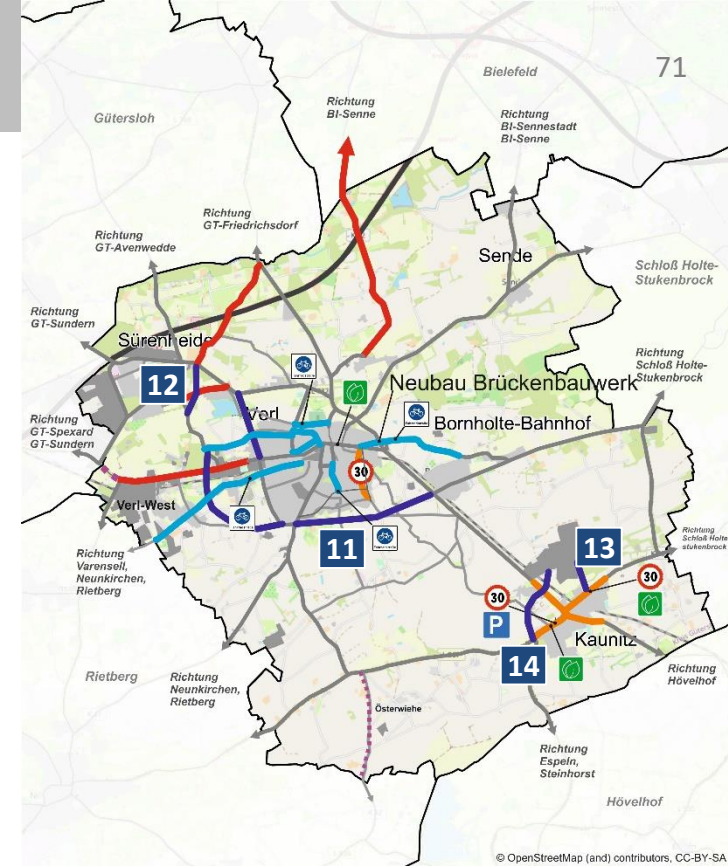 71
Bielefeld
Gütersloh
Richtung
BI-Senne
Richtung
BI-Sennestadt
BI-Senne
Richtung
GT-Friedrichsdorf
Richtung
GT-Avenwedde
Sende
Schloß Holte-
Stukenbrock
Richtung
GT-Sundern
Sürenheide
Richtung
Schloß Holte-
Stukenbrock
12
Neubau Brückenbauwerk
Verl
Bornholte-Bahnhof
Richtung
GT-Spexard
GT-Sundern
30
Verl-West
11
13
Richtung
Schloß Holte-
stukenbrock
Richtung
Varensell,
Neunkirchen,
Rietberg
30
30
P
Kaunitz
14
Rietberg
Richtung
Neunkirchen,
Rietberg
Richtung
Hövelhof
Österwiehe
Richtung
Espeln,
Steinhorst
Hövelhof
© OpenStreetMap (and) contributors, CC-BY-SA